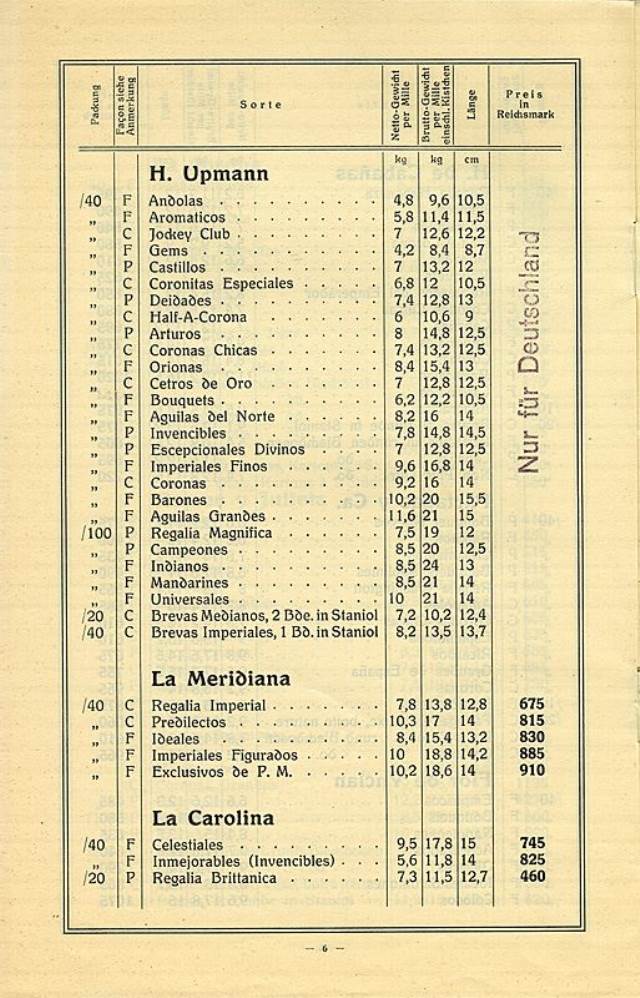 Packung Façon siehe Anmerkung Sorte Netto-Gewicht per Mille Brutto-Gewicht per Mille einschl. Kistchen Länge Preis in Reichsmark
kg kg cm
H. Upmann
/40 F Andolas 4,8 9,6 10,5
„ F Aromaticos 5,8 11,4 11,5
„ C Jockey Club 7 12,6 12,2
„ F Gems 4,2 8,4 8,7
„ P Castillos 7 13,2 12
„ C Coronitas Especiales 6,8 12 10,5
„ P Deidades 7,4 12,8 13
„ C Half-A-Corona 6 10,6 9
„ P Arturos 8 14,8 12,5
„ C Coronas Chicas 7,4 13,2 12,5
„ F Orionas 8,4 15,4 13
„ C Cetros de Oro 7 12,8 12,5
„ F Bouquets 6,2 12,2 10,5
„ F Aguilas del Norte 8,2 16 14
„ P Invencibles 7,8 14,8 14,5
„ P Escepcionales Divinos 7 12,8 12,5
„ F Imperiales Finos 9,6 16,8 14
„ C Coronas 9,2 16 14
„ F Barones 10,2 20 15,5
„ F Aguilas Grandes 11,6 21 15
/100 P Regalia Magnifica 7,5 19 12
„ P Campeones 8,5 20 12,5
„ F Indianos 8,5 24 13
„ F Mandarines 8,5 21 14
„ F Universales 10 21 14
/20 C Brevas Medianos, 2 Bde. in Staniol 7,2 10,2 12,4
/40 C Brevas Imperiales, 1 Bd. in Staniol 8,2 13,5 13,7
Nur für Deutschland
La Meridiana
/40 C Regalia Imperial 7,8 13,8 12,8 675
„ C Predilectos 10,3 17 14 815
„ F Ideales 8,4 15,4 13,2 830
„ F Imperiales Figurados 10 18,8 14,2 885
„ F Exclusivos de P. M. 10,2 18,6 14 910
La Carolina
/40 F Celestiales 9,5 17,8 15 745
„ F Inmejorables (Invencibles) 5,6 11,8 14 825
/20 P Regalia Brittanica 7,3 11,5 12,7 460
— 6 —